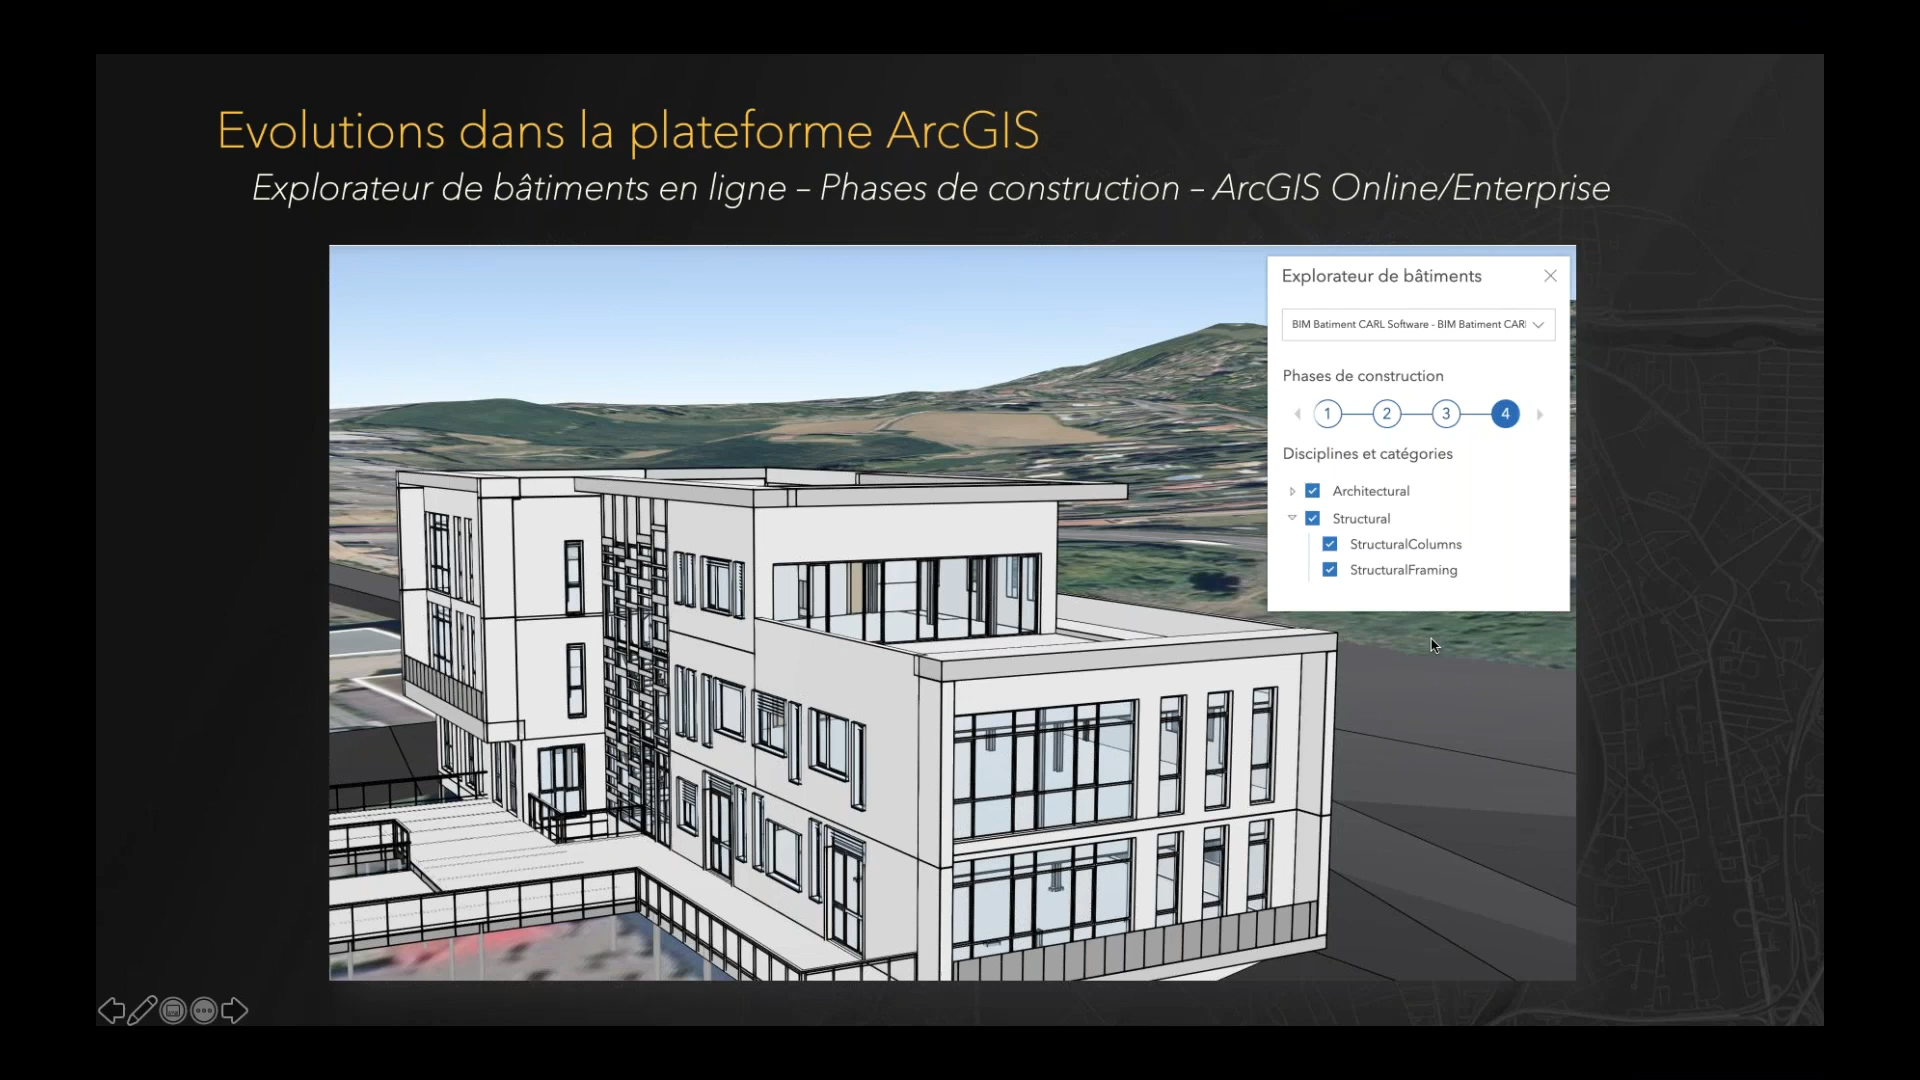 Evolutions dans la plateforme ArcGIS
Explorateur de bâtiments en ligne – Phases de construction – ArcGIS Online/Enterprise
Explorateur de bâtiments
BIM Batiment CARL Software - BIM Batiment CARL
Phases de construction
1 2 3 4
Disciplines et catégories
Architectural
Structural
StructuralColumns
StructuralFraming